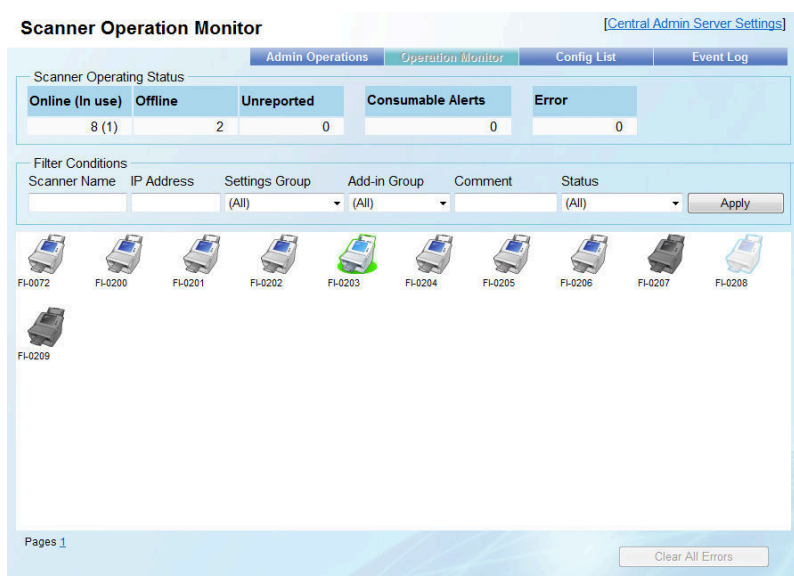 Scanner Operation Monitor
[Central Admin Server Settings]
Admin Operations Operation Monitor Config List Event Log
Scanner Operating Status
Online (In use) Offline Unreported Consumable Alerts Error
8 (1) 2 0 0 0
Filter Conditions
Scanner Name IP Address Settings Group Add-in Group Comment Status
(All) (All) (All) Apply
FI-0072 FI-0200 FI-0201 FI-0202 FI-0203 FI-0204 FI-0205 FI-0206 FI-0207 FI-0208
FI-0209
Pages 1
Clear All Errors